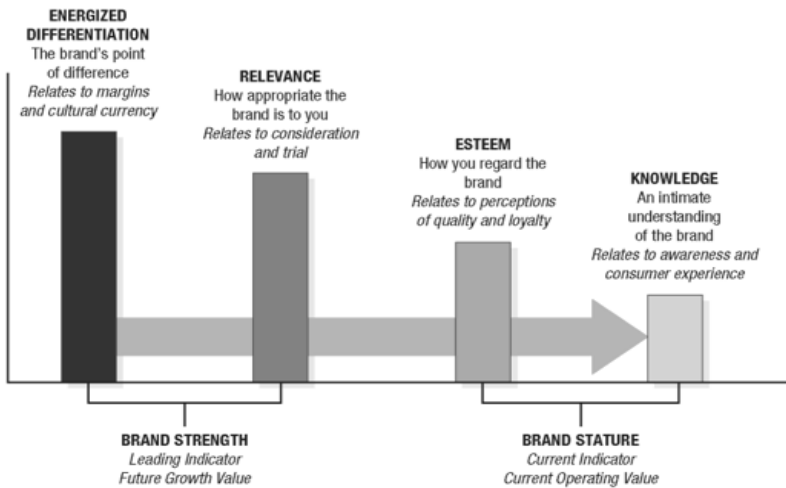 ENERGIZED
DIFFERENTIATION
The brand's point
of difference
Relates to margins
and cultural currency
RELEVANCE
How appropriate the
brand is to you
Relates to consideration
and trial
ESTEEM
How you regard the
brand
Relates to perceptions
of quality and loyalty
KNOWLEDGE
An intimate
understanding
of the brand
Relates to awareness and
consumer experience
BRAND STRENGTH
Leading Indicator
Future Growth Value
BRAND STATURE
Current Indicator
Current Operating Value